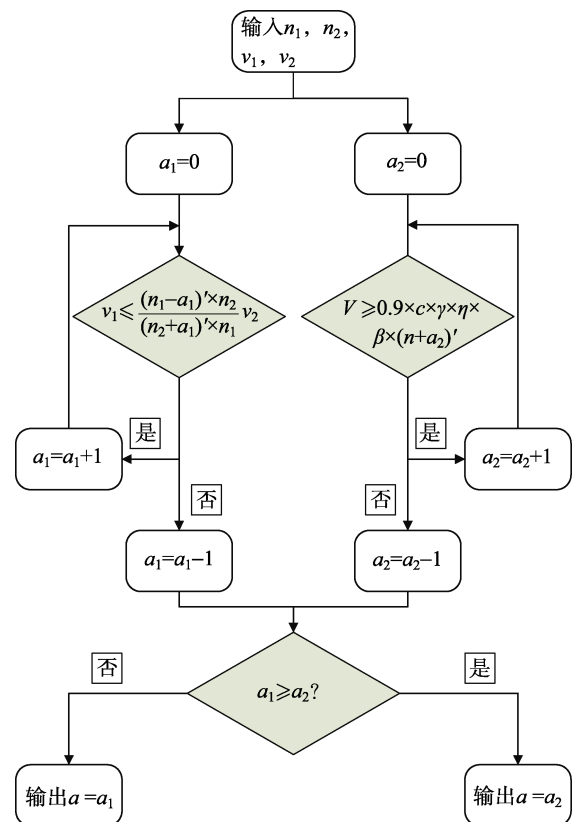 输入n₁，n₂，
v₁，v₂
a₁=0
a₂=0
v₁≤(n₁−a₁)′×n₂/(n₂+a₁)′×n₁ v₂
V≥0.9×c×γ×η×
β×(n+a₂)′
是
是
a₁=a₁+1
a₂=a₂+1
否
否
a₁=a₁−1
a₂=a₂−1
否
是
a₁≥a₂?
输出a=a₁
输出a=a₂